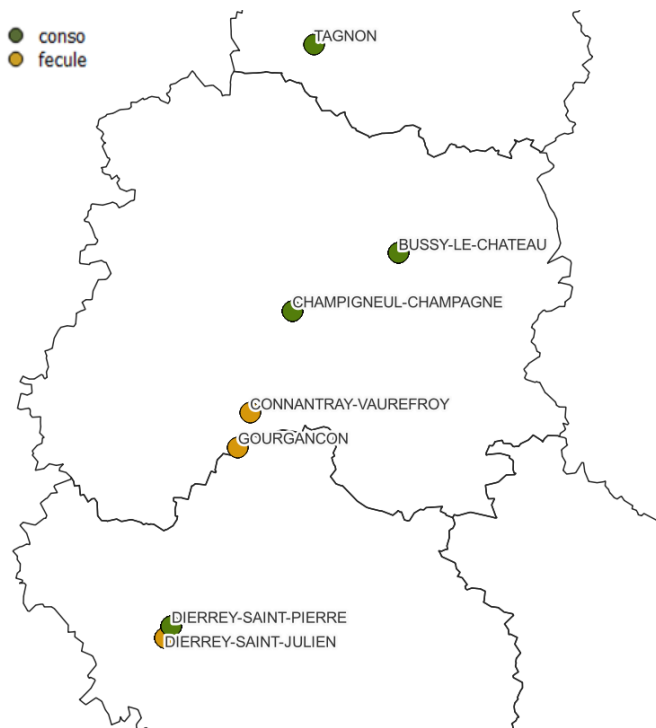 conso
fecule
TAGNON
BUSSY-LE-CHATEAU
CHAMPIGNEUL-CHAMPAGNE
CONNANTRAY-VAUREFROY
GOURGANCON
DIERREY-SAINT-PIERRE
DIERREY-SAINT-JULIEN